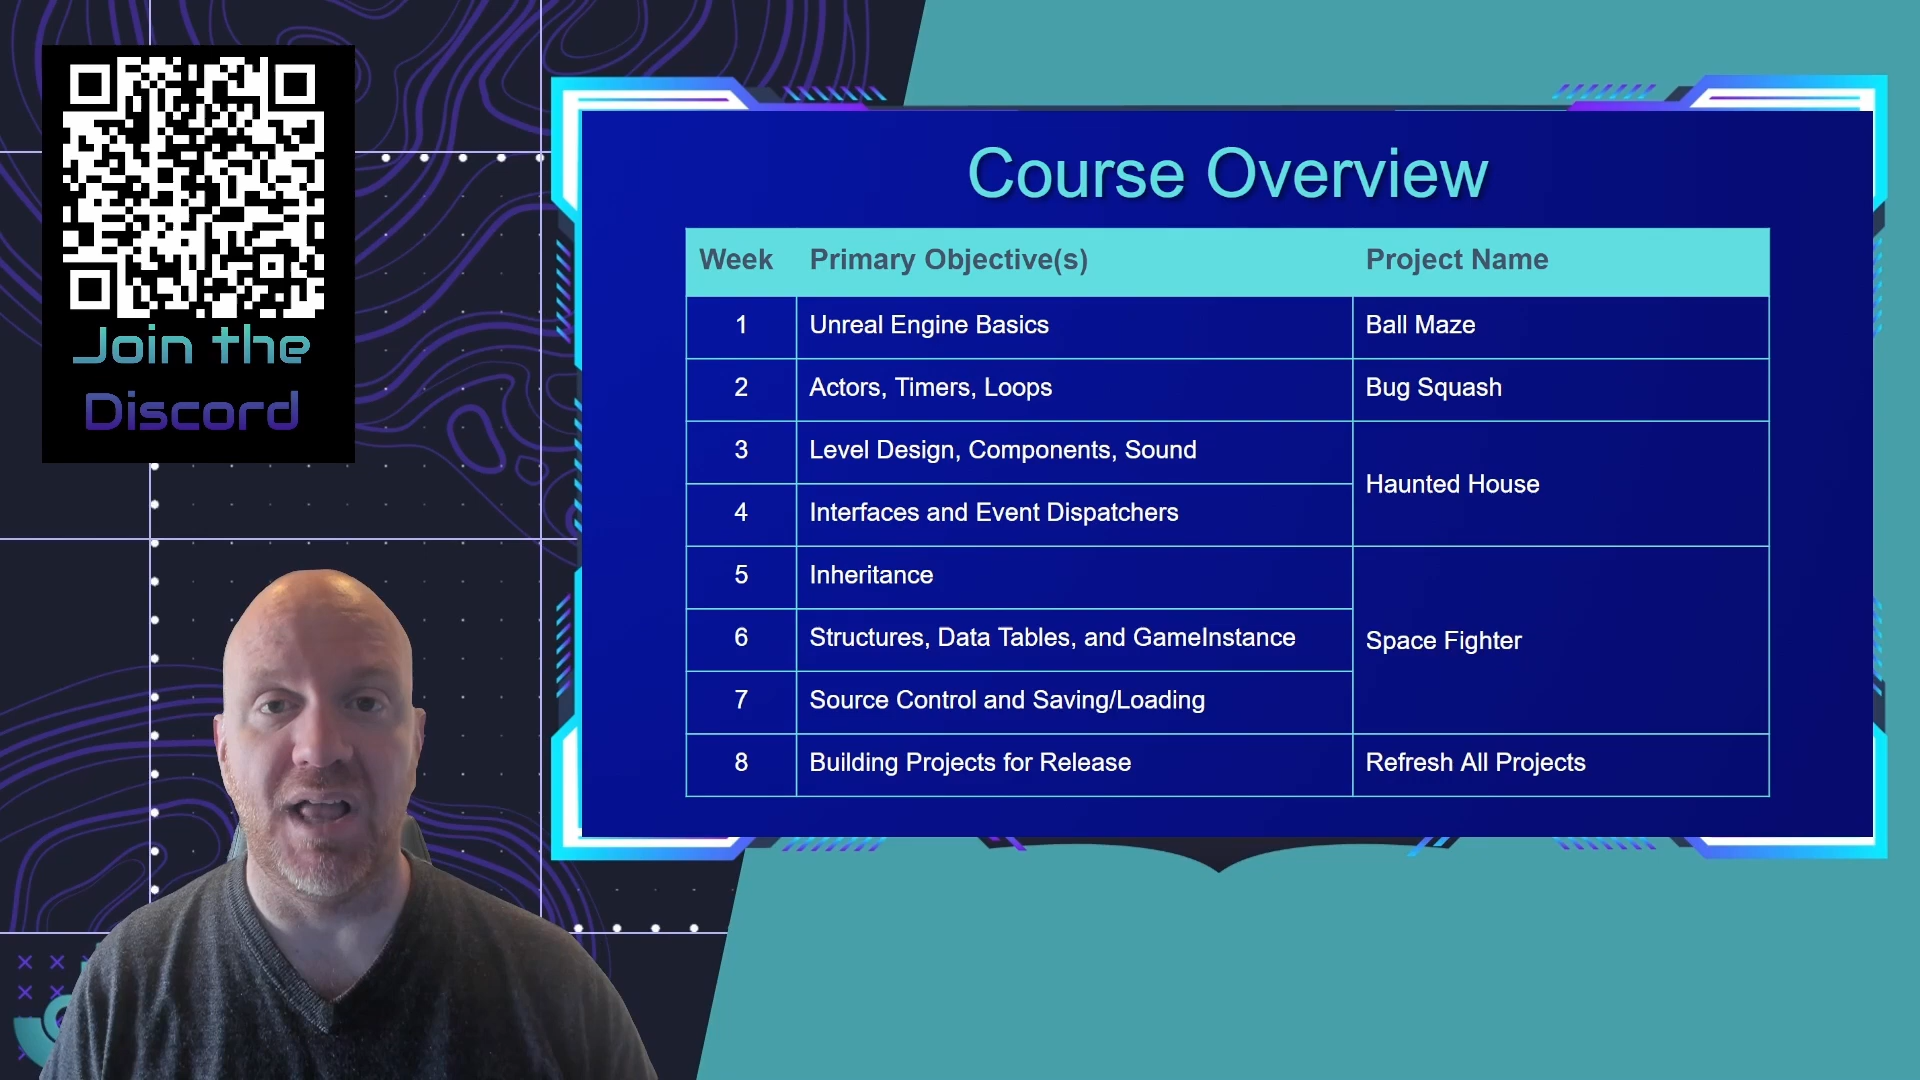 Join the
Discord
Course Overview
Week Primary Objective(s) Project Name
1 Unreal Engine Basics Ball Maze
2 Actors, Timers, Loops Bug Squash
3 Level Design, Components, Sound
Haunted House
4 Interfaces and Event Dispatchers
5 Inheritance
6 Structures, Data Tables, and GameInstance
Space Fighter
7 Source Control and Saving/Loading
8 Building Projects for Release Refresh All Projects